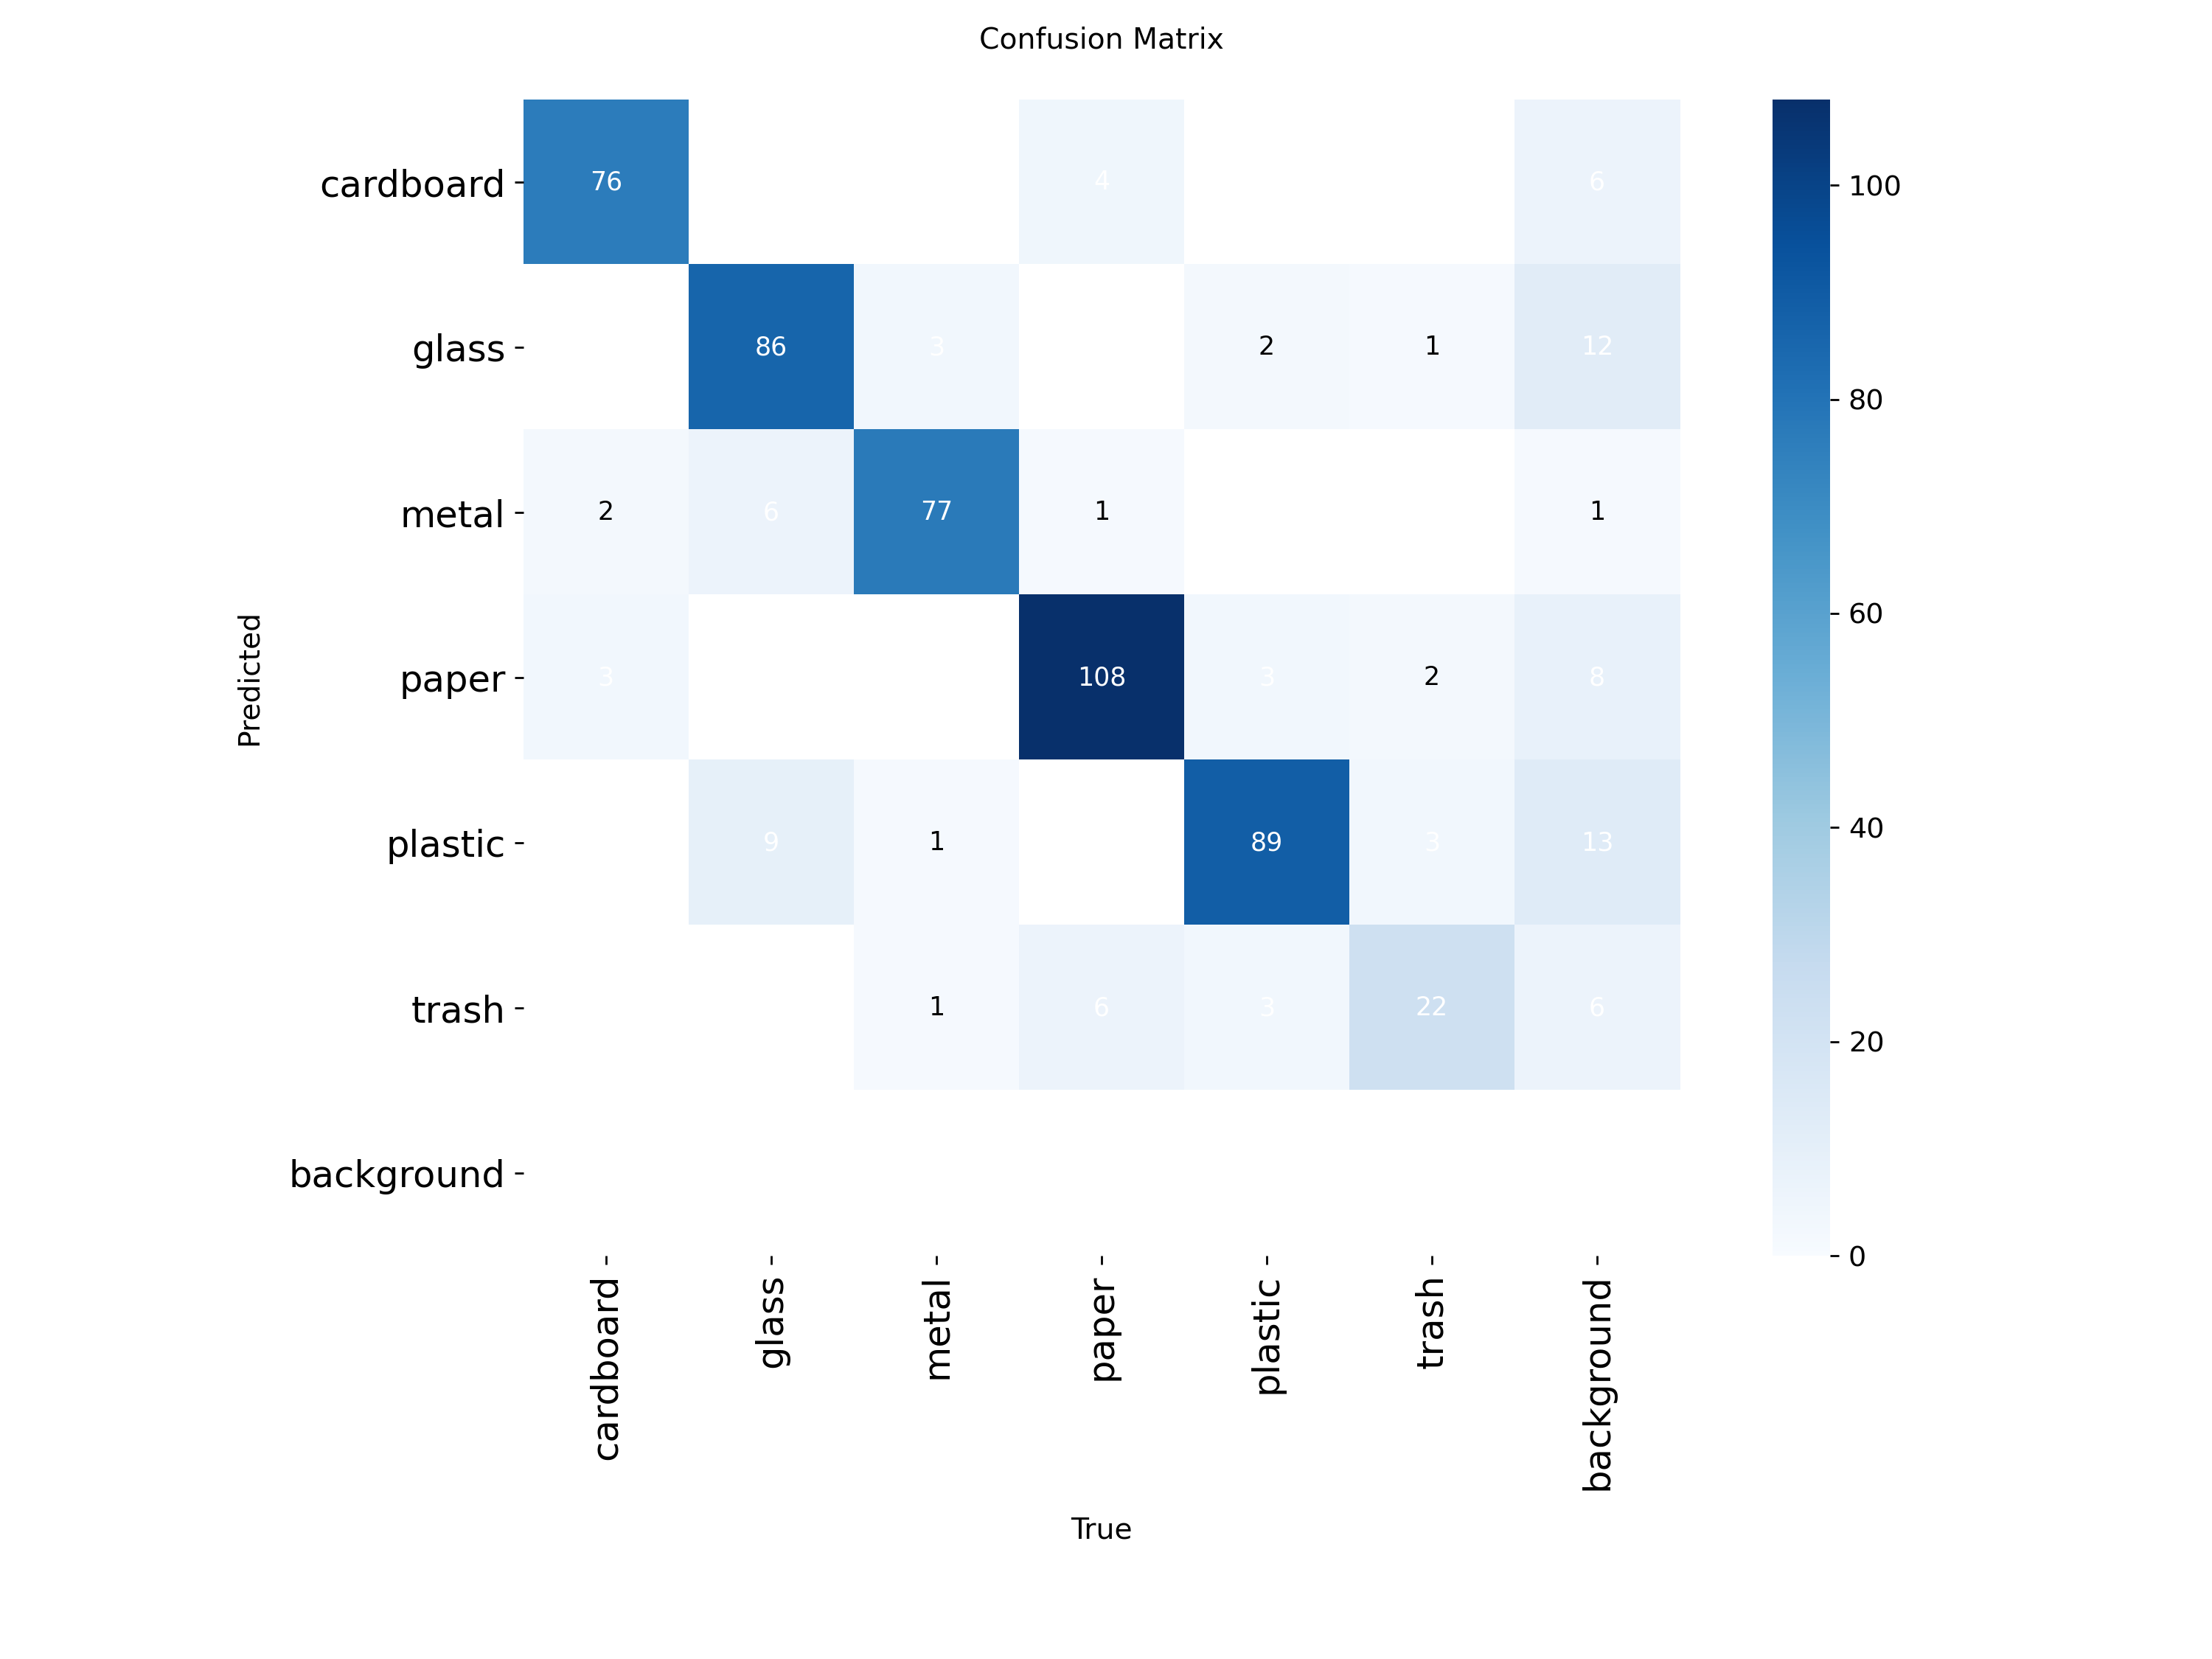 Confusion Matrix
cardboard
76
4
6
100
glass
86
3
2
1
12
80
metal
2
6
77
1
1
60
Predicted
paper
3
108
3
2
8
plastic
9
1
89
3
13
40
trash
1
6
3
22
6
20
background
0
cardboard
glass
metal
paper
plastic
trash
background
True